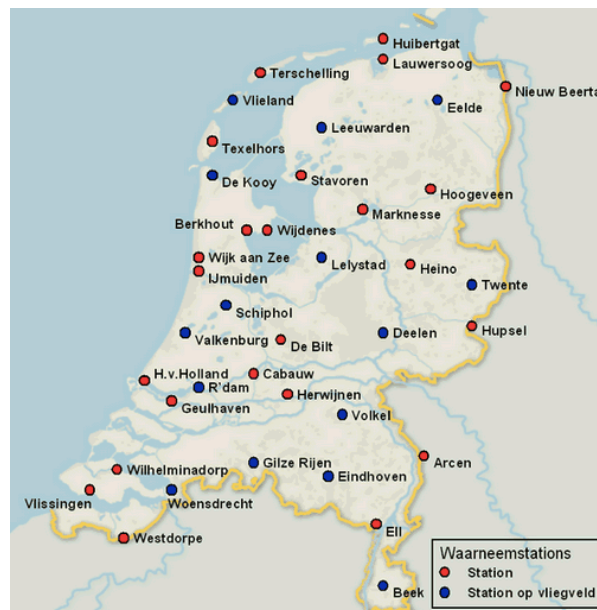 Huibertgat
Lauwersoog
Terschelling
Nieuw Beerta
Vlieland
Eelde
Leeuwarden
Texelhors
De Kooy
Stavoren
Hoogeveen
Marknesse
Berkhout
Wijdenes
Wijk aan Zee
Lelystad
Heino
IJmuiden
Twente
Schiphol
Hupsel
Valkenburg
De Bilt
Deelen
H.v.Holland
Cabauw
R'dam
Herwijnen
Geulhaven
Volkel
Arcen
Gilze Rijen
Wilhelminadorp
Eindhoven
Vlissingen
Woensdrecht
Ell
Westdorpe
Beek
Waarneemstations
Station
Station op vliegveld